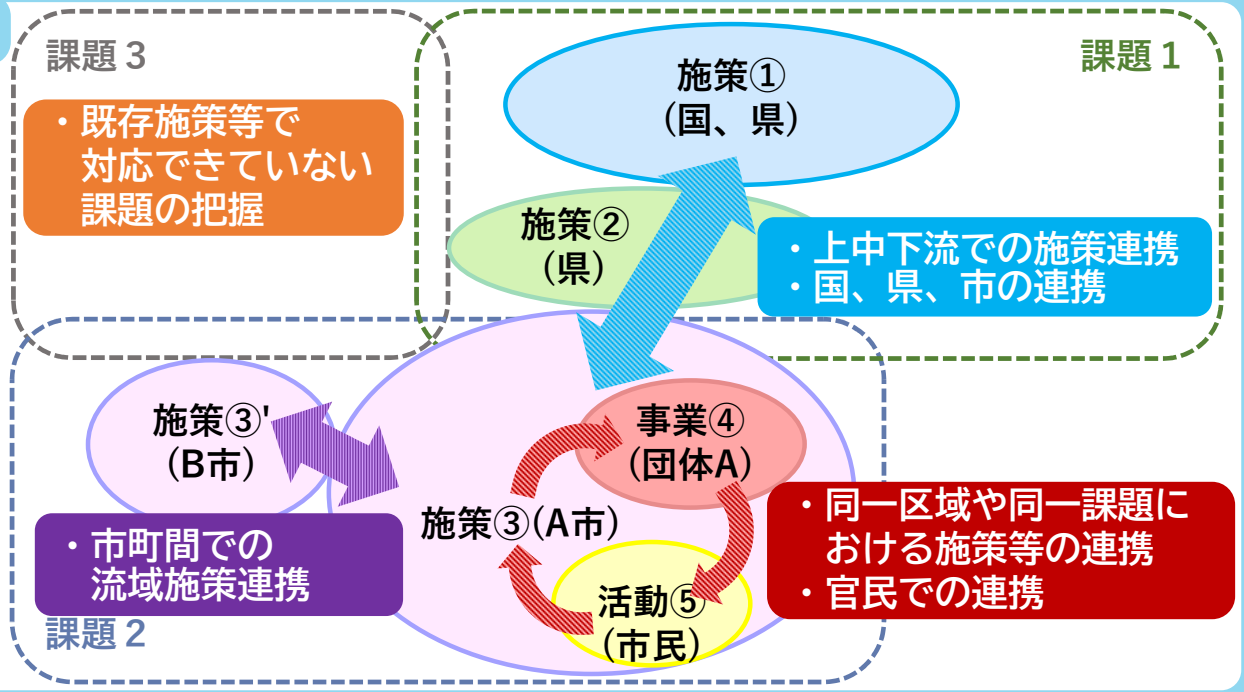 課題３
・既存施策等で
対応できていない
課題の把握
課題１
施策①
(国、県)
施策②
(県)
・上中下流での施策連携
・国、県、市の連携
施策③'
(B市)
・市町間での
流域施策連携
課題２
施策③(A市)
事業④
(団体A)
活動⑤
(市民)
・同一区域や同一課題に
おける施策等の連携
・官民での連携